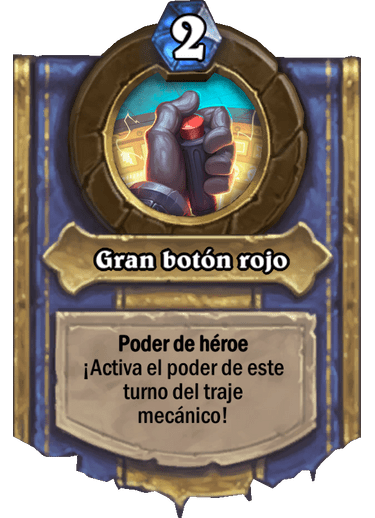 2
Gran botón rojo
Poder de héroe
¡Activa el poder de este
turno del traje
mecánico!